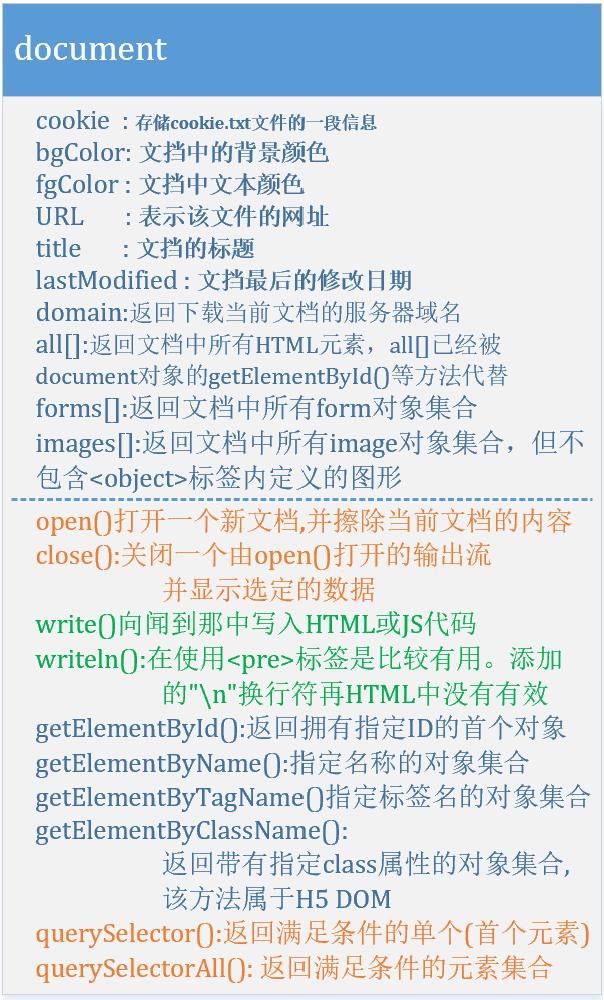 document
cookie : 存储cookie.txt文件的一段信息
bgColor: 文挡中的背景颜色
fgColor : 文挡中文本颜色
URL : 表示该文件的网址
title : 文挡的标题
lastModified : 文挡最后的修改日期
domain:返回下载当前文档的服务器域名
all[]:返回文档中所有HTML元素，all[]已经被
document对象的getElementById()等方法代替
forms[]:返回文档中所有form对象集合
images[]:返回文档中所有image对象集合，但不
包含<object>标签内定义的图形
open()打开一个新文档,并擦除当前文档的内容
close():关闭一个由open()打开的输出流
并显示选定的数据
write()向闻到那中写入HTML或JS代码
writeln():在使用<pre>标签是比较有用。添加
的"\n"换行符再HTML中没有有效
getElementById():返回拥有指定ID的首个对象
getElementByName():指定名称的对象集合
getElementByTagName()指定标签名的对象集合
getElementByClassName():
返回带有指定class属性的对象集合,
该方法属于H5 DOM
querySelector():返回满足条件的单个(首个元素)
querySelectorAll(): 返回满足条件的元素集合